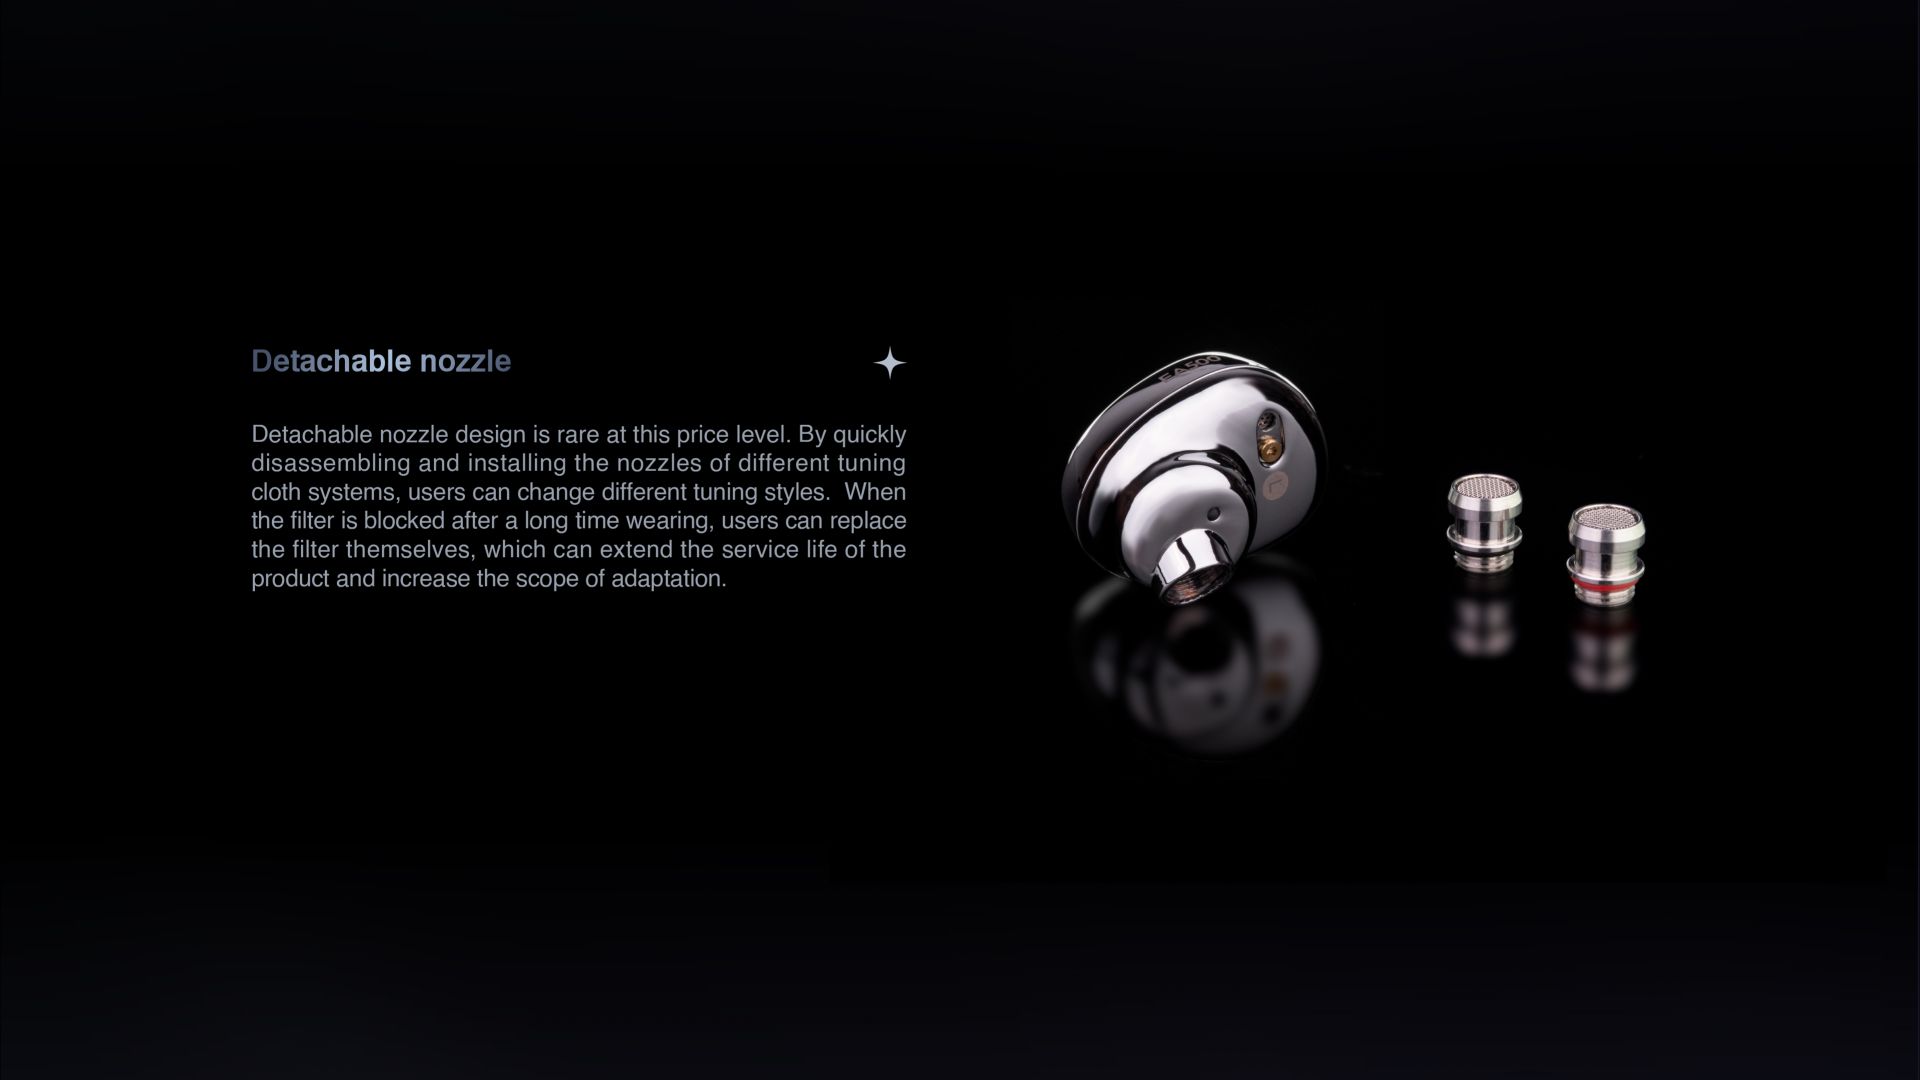 Detachable nozzle
Detachable nozzle design is rare at this price level. By quickly
disassembling and installing the nozzles of different tuning
cloth systems, users can change different tuning styles.  When
the filter is blocked after a long time wearing, users can replace
the filter themselves, which can extend the service life of the
product and increase the scope of adaptation.
EA500
L